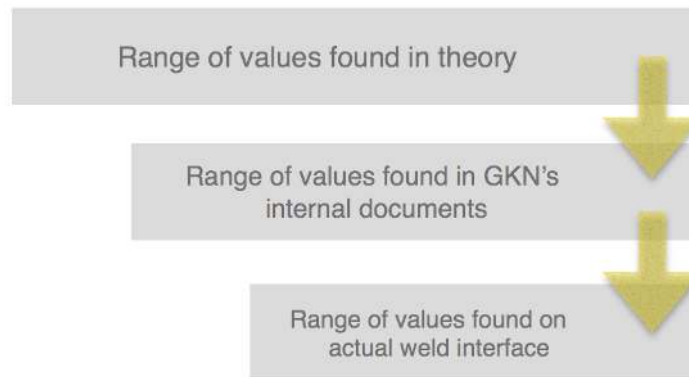 Range of values found in theory
Range of values found in GKN's
internal documents
Range of values found on
actual weld interface